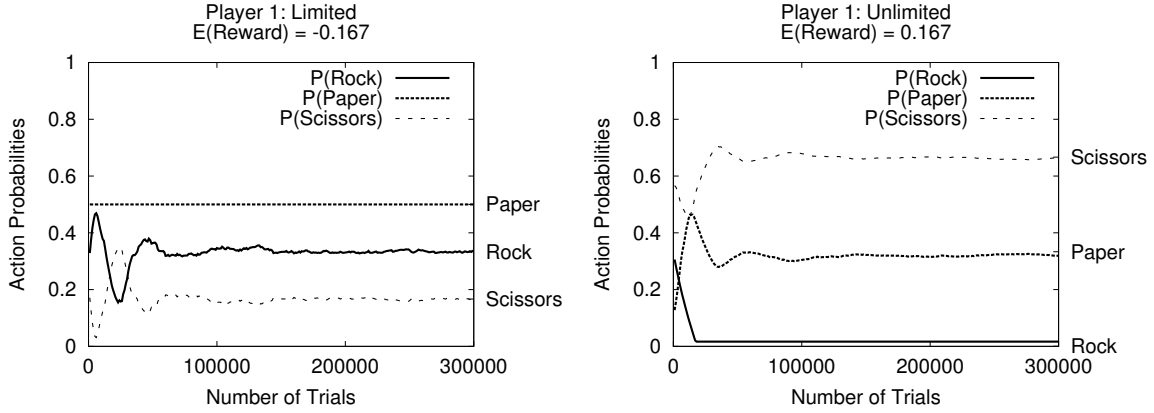 Player 1: Limited
E(Reward) = -0.167
1
0.8
0.6
0.4
0.2
0
P(Rock)
P(Paper)
P(Scissors)
Action Probabilities
Paper
Rock
Scissors
0 100000 200000 300000
Number of Trials
Player 1: Unlimited
E(Reward) = 0.167
1
0.8
0.6
0.4
0.2
0
P(Rock)
P(Paper)
P(Scissors)
Action Probabilities
Scissors
Paper
Rock
0 100000 200000 300000
Number of Trials